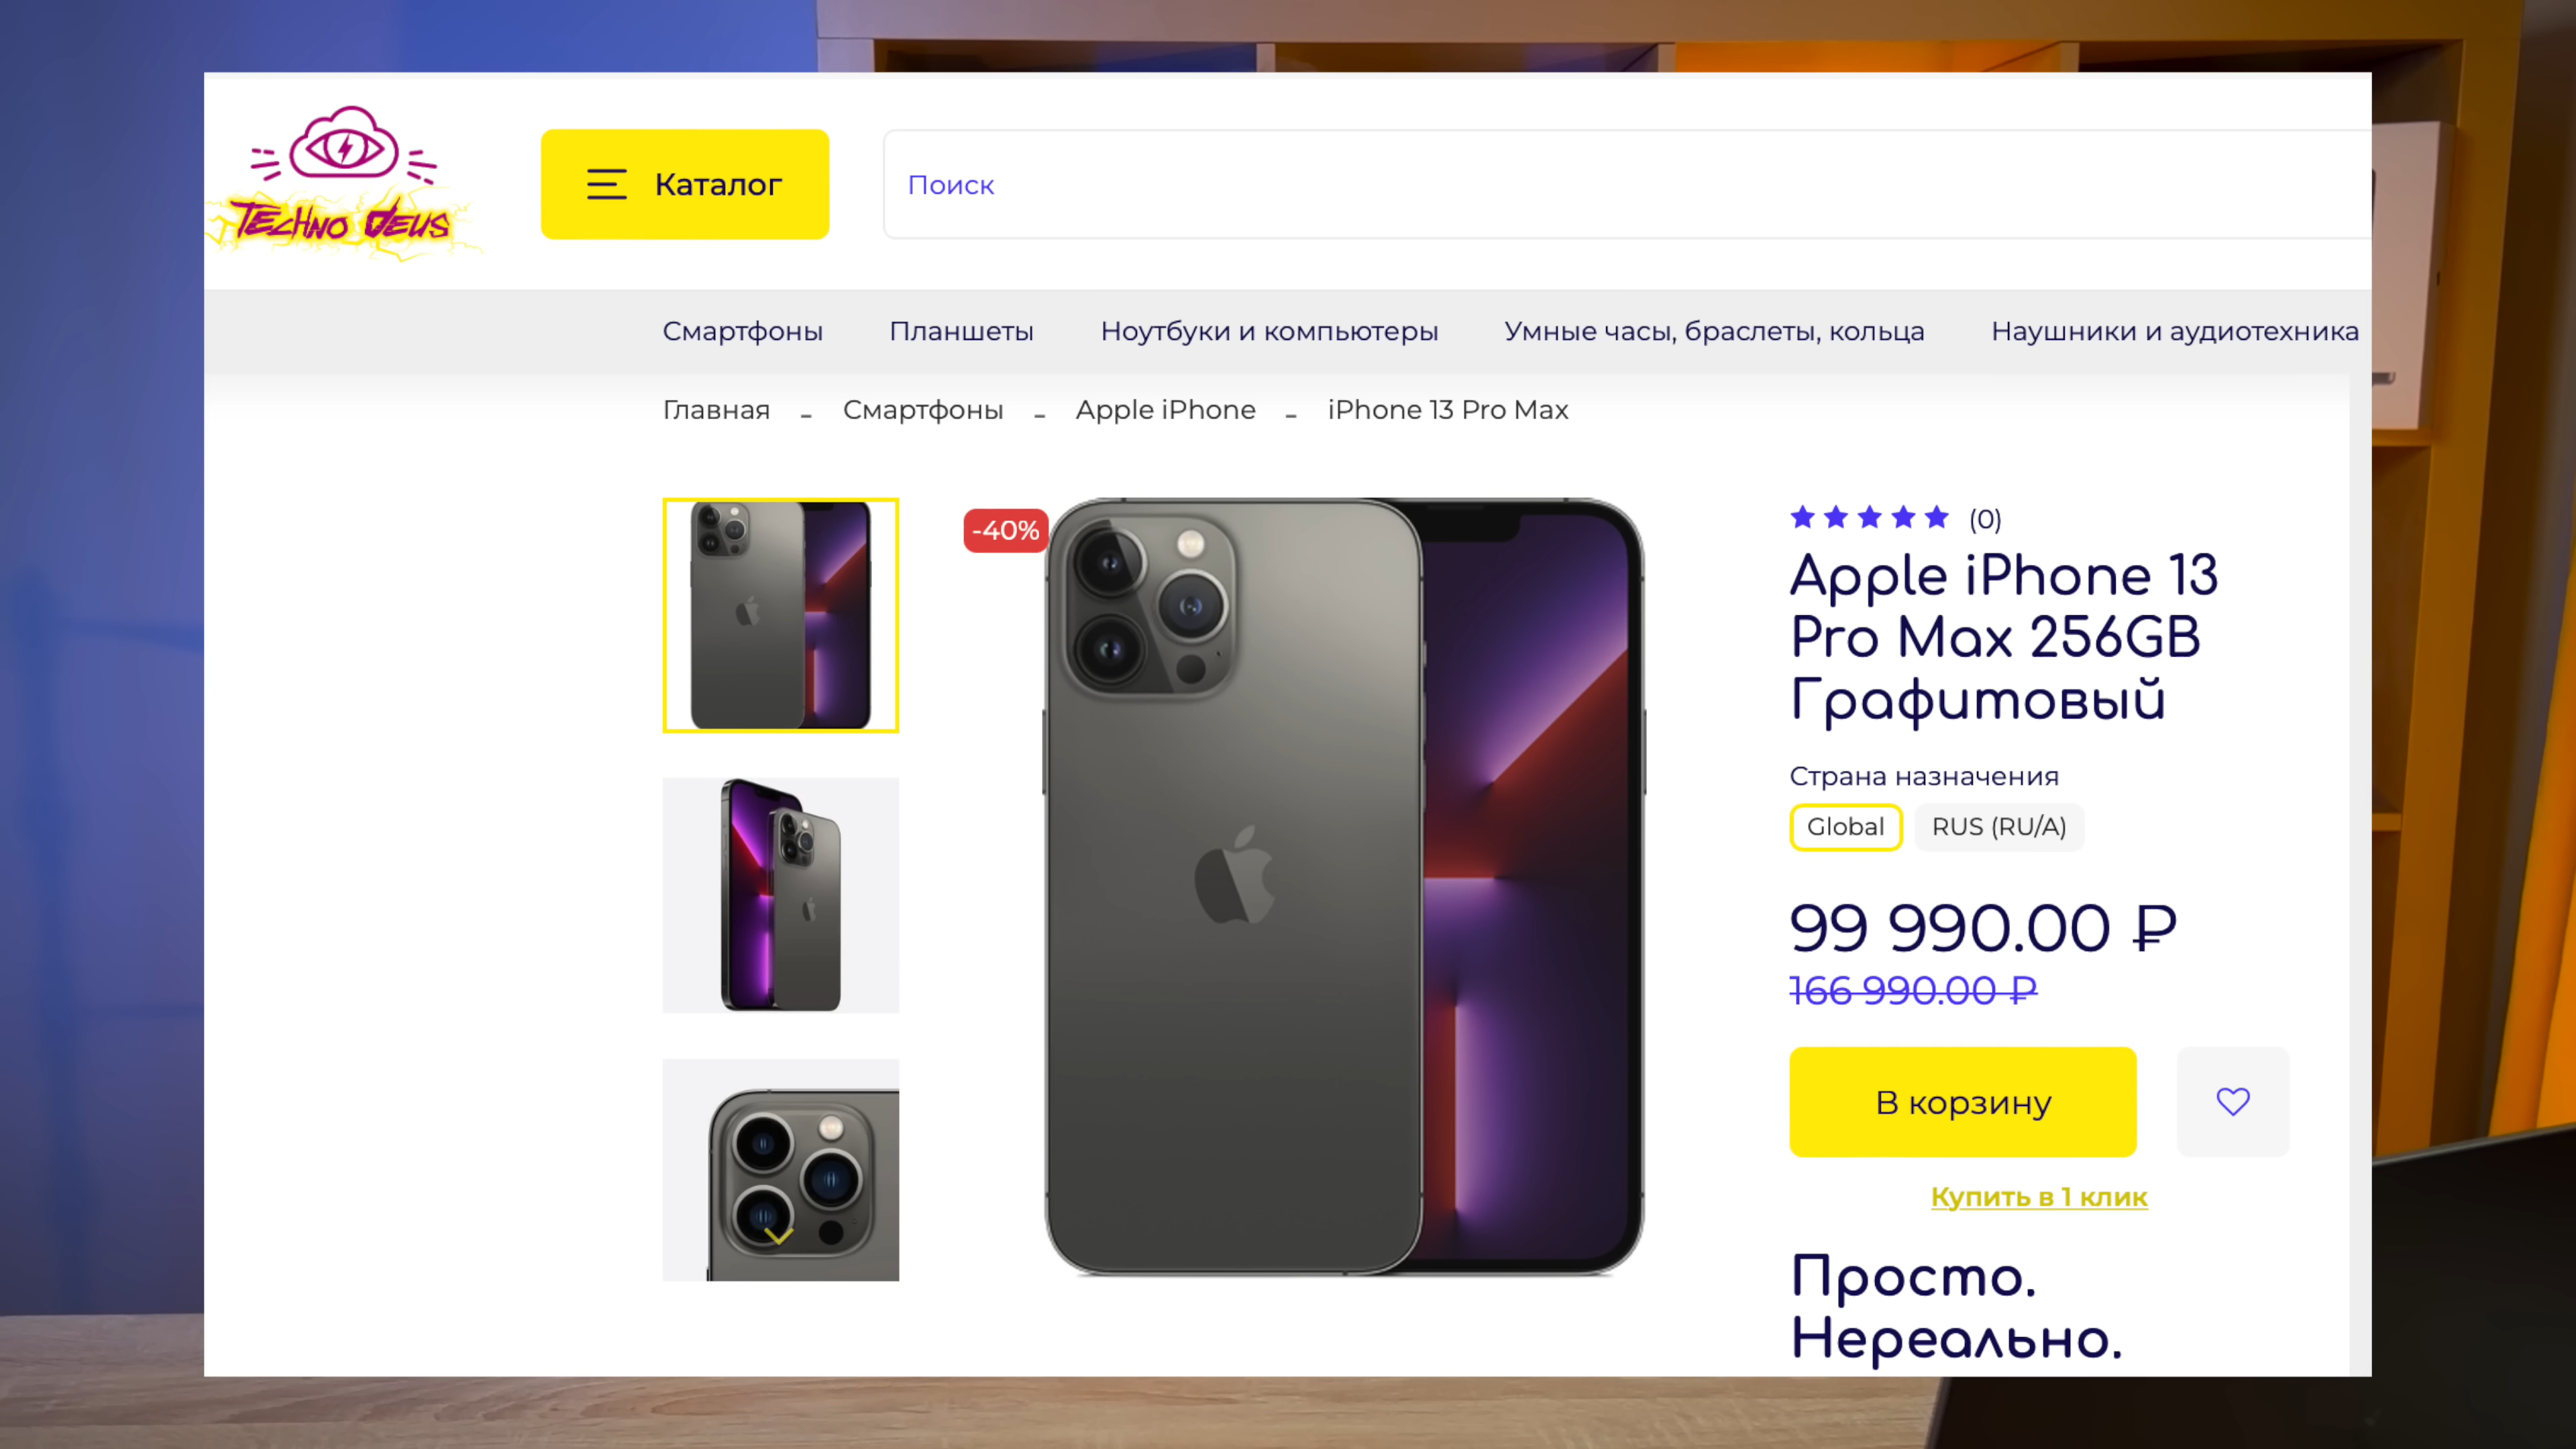 TECHNO DEUS
Каталог
Поиск
Смартфоны Планшеты Ноутбуки и компьютеры Умные часы, браслеты, кольца Наушники и аудиотехника
Главная - Смартфоны - Apple iPhone - iPhone 13 Pro Max
-40%
(0)
Apple iPhone 13
Pro Max 256GB
Графитовый
Страна назначения
Global RUS (RU/A)
99 990.00 ₽
166 990.00 ₽
В корзину
Купить в 1 клик
Просто.
Нереально.